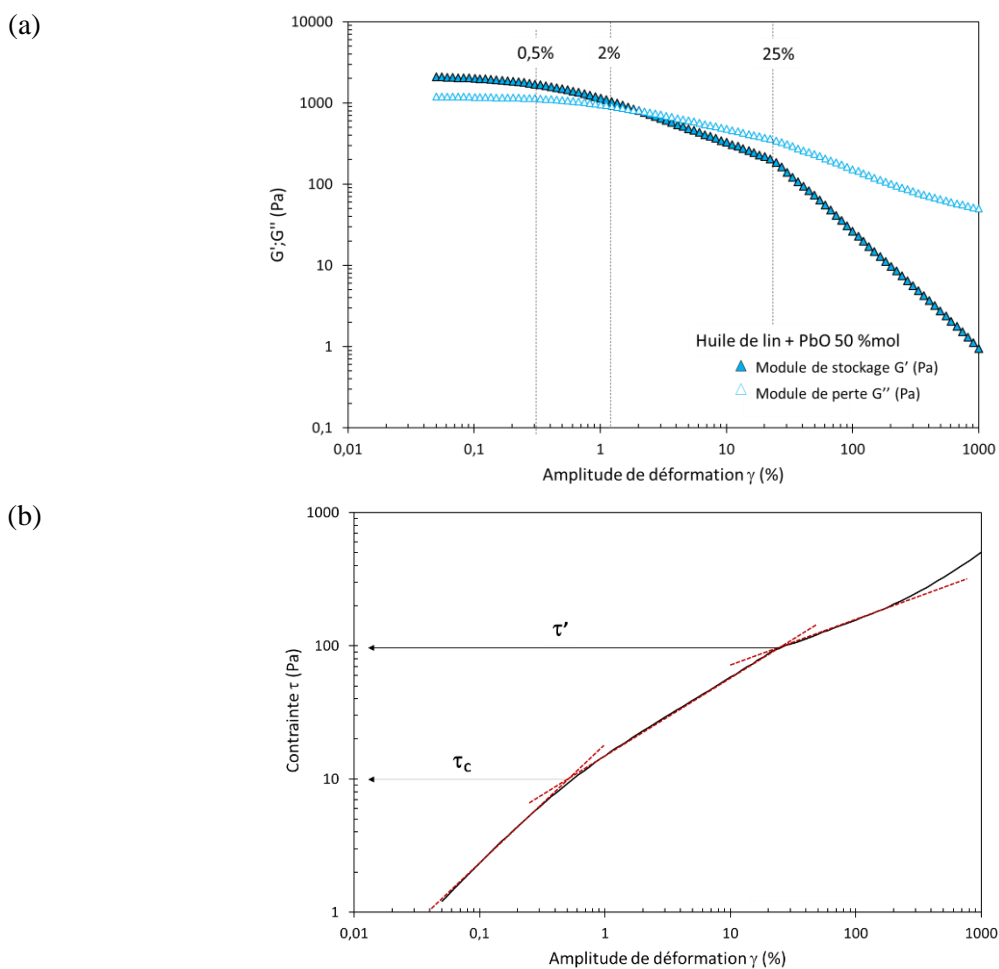 (a)
10000
1000
100
10
1
0,1
G';G'' (Pa)
0,5%
2%
25%
Huile de lin + PbO 50 %mol
Module de stockage G' (Pa)
Module de perte G'' (Pa)
0,01
0,1
1
10
100
1000
Amplitude de déformation γ (%)
(b)
1000
100
10
1
Contrainte τ (Pa)
τ'
τc
0,01
0,1
1
10
100
1000
Amplitude de déformation γ (%)